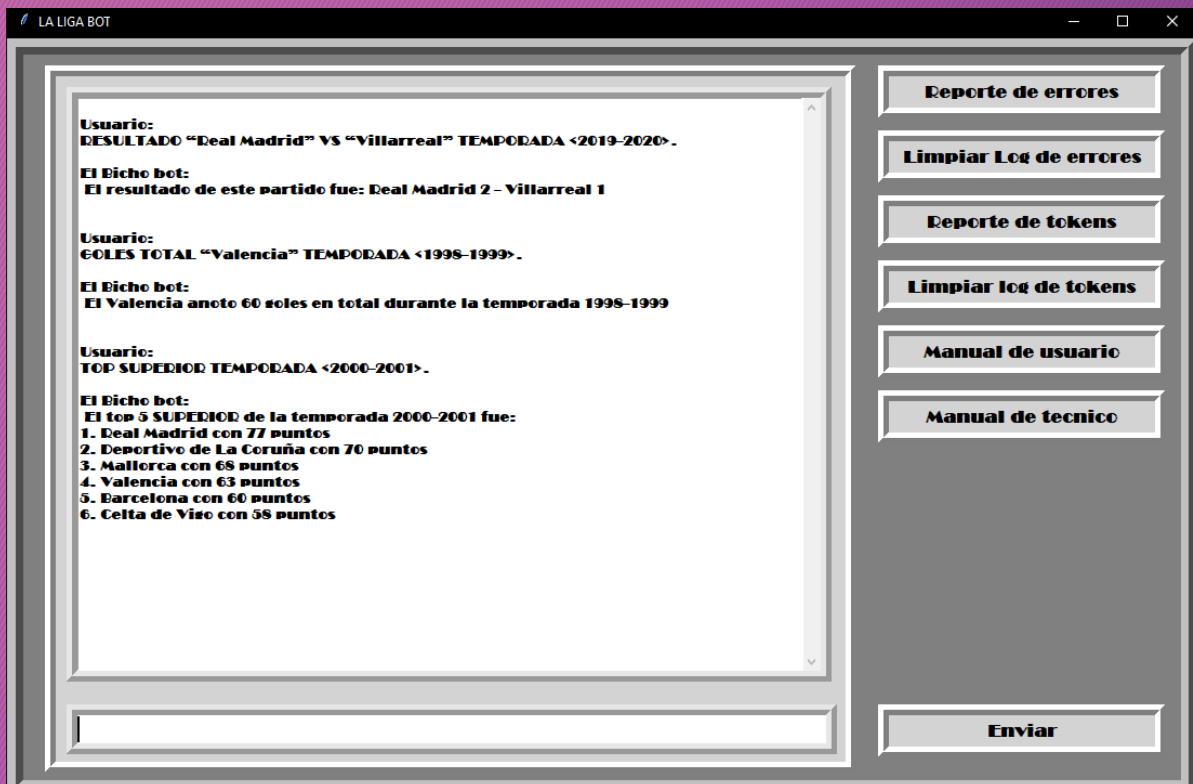 LA LIGA BOT
Usuario:
RESULTADO “Real Madrid” VS “Villarreal” TEMPORADA <2019-2020>.
El Bicho bot:
El resultado de este partido fue: Real Madrid 2 - Villarreal 1
Usuario:
GOLES TOTAL “Valencia” TEMPORADA <1998-1999>.
El Bicho bot:
El Valencia anoto 60 goles en total durante la temporada 1998-1999
Usuario:
TOP SUPERIOR TEMPORADA <2000-2001>.
El Bicho bot:
El top 5 SUPERIOR de la temporada 2000-2001 fue:
1. Real Madrid con 77 puntos
2. Deportivo de La Coruña con 70 puntos
3. Mallorca con 68 puntos
4. Valencia con 63 puntos
5. Barcelona con 60 puntos
6. Celta de Vigo con 58 puntos
Reporte de errores
Limpiar Log de errores
Reporte de tokens
Limpiar log de tokens
Manual de usuario
Manual de tecnico
Enviar